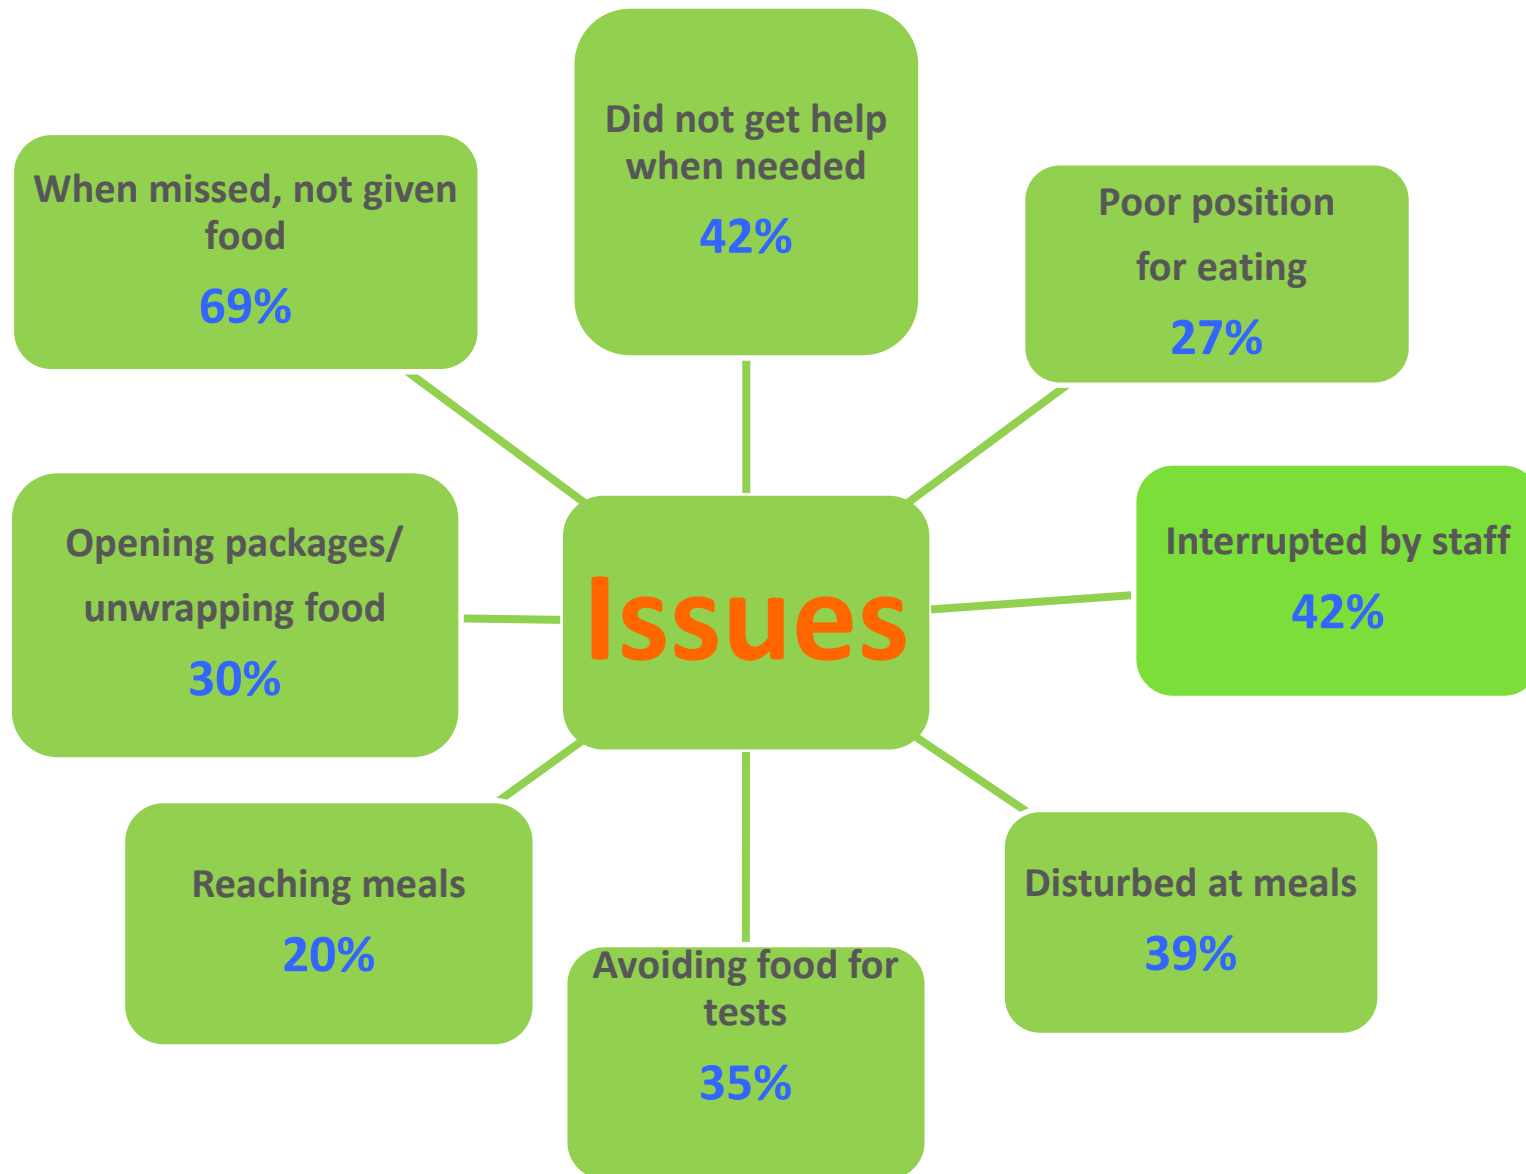 Did not get help
when needed
42%
When missed, not given
food
69%
Poor position
for eating
27%
Opening packages/
unwrapping food
30%
Issues
Interrupted by staff
42%
Reaching meals
20%
Disturbed at meals
39%
Avoiding food for
tests
35%